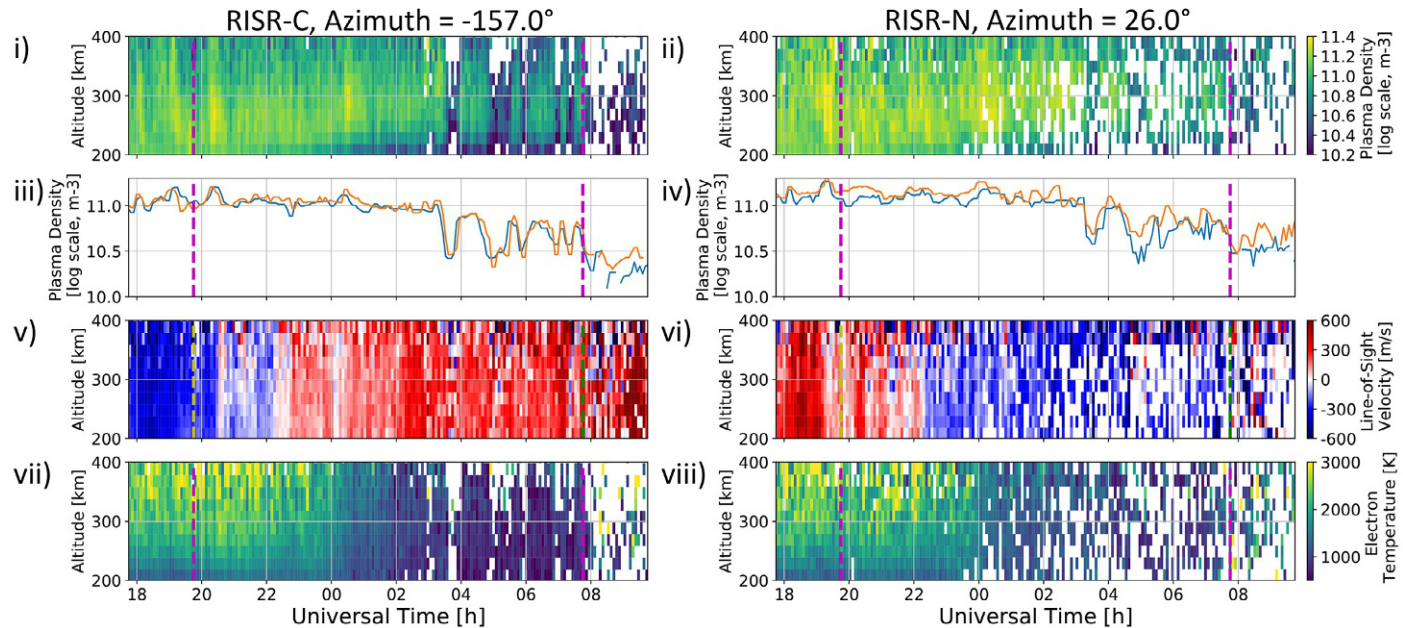 RISR-C, Azimuth = -157.0°
RISR-N, Azimuth = 26.0°
i)
400
300
200
Altitude [km]
ii)
400
300
200
Altitude [km]
11.4
11.2
11.0
10.8
10.6
10.4
10.2
Plasma Density
[log scale, m-3]
iii)
11.0
10.5
10.0
Plasma Density
[log scale, m-3]
iv)
11.0
10.5
10.0
Plasma Density
[log scale, m-3]
v)
400
300
200
Altitude [km]
vi)
400
300
200
Altitude [km]
600
300
0
-300
-600
Line-of-Sight
Velocity [m/s]
vii)
400
300
200
Altitude [km]
18 20 22 00 02 04 06 08
Universal Time [h]
viii)
400
300
200
Altitude [km]
18 20 22 00 02 04 06 08
Universal Time [h]
3000
2000
1000
Electron
Temperature [K]